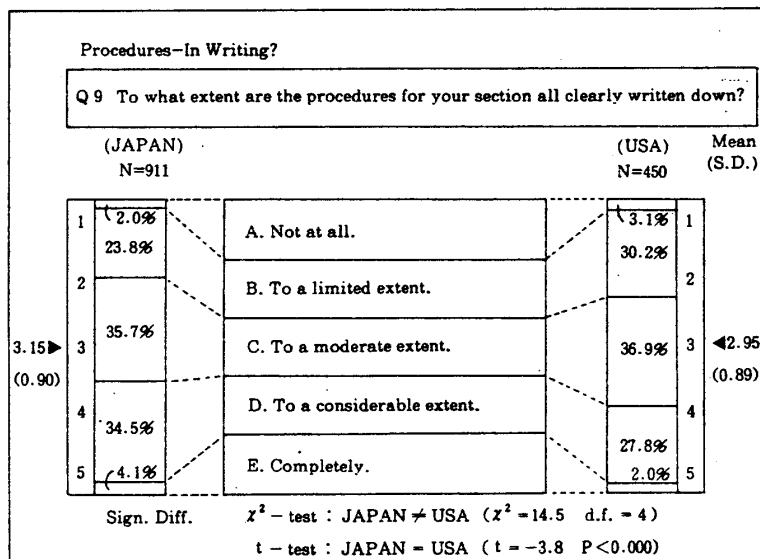 Procedures-In Writing?
Q 9 To what extent are the procedures for your section all clearly written down?
(JAPAN) (USA) Mean
N=911 N=450 (S.D.)
1 2.0% A. Not at all. 3.1% 1
23.8% 30.2%
2 B. To a limited extent. 2
3.15 3 35.7% C. To a moderate extent. 36.9% 3 2.95
(0.90) (0.89)
4 34.5% D. To a considerable extent. 27.8% 4
5 4.1% E. Completely. 2.0% 5
Sign. Diff. χ² - test : JAPAN ≠ USA ( χ² = 14.5 d.f. = 4 )
t - test : JAPAN = USA ( t = -3.8 P < 0.000 )